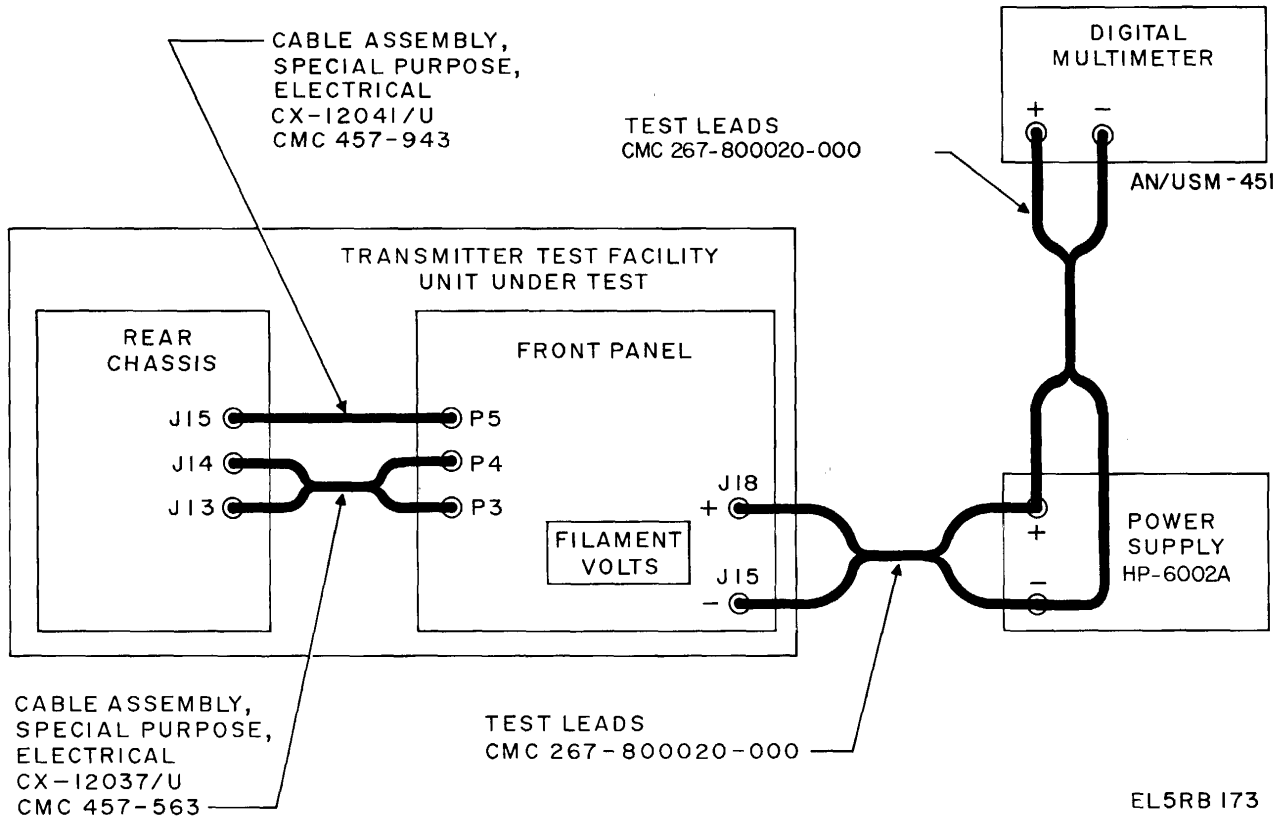 CABLE ASSEMBLY,
SPECIAL PURPOSE,
ELECTRICAL
CX-12041/U
CMC 457-943
TEST LEADS
CMC 267-800020-000
DIGITAL
MULTIMETER
+ -
AN/USM-451
TRANSMITTER TEST FACILITY
UNIT UNDER TEST
REAR
CHASSIS
J15
J14
J13
FRONT PANEL
P5
P4
P3
FILAMENT
VOLTS
J18
+
J15
-
+
-
POWER
SUPPLY
HP-6002A
CABLE ASSEMBLY,
SPECIAL PURPOSE,
ELECTRICAL
CX-12037/U
CMC 457-563
TEST LEADS
CMC 267-800020-000
EL5RB 173